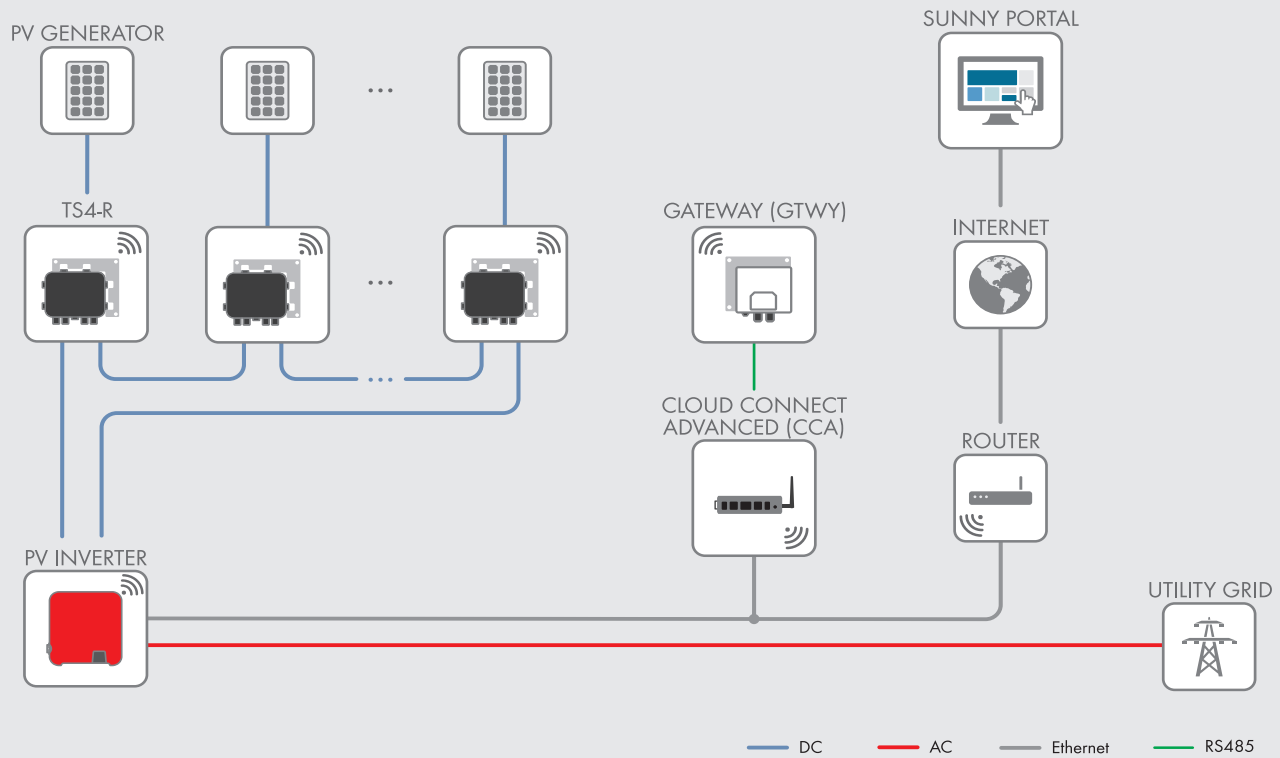 PV GENERATOR
SUNNY PORTAL
TS4-R
GATEWAY (GTWY)
INTERNET
CLOUD CONNECT
ADVANCED (CCA)
ROUTER
PV INVERTER
UTILITY GRID
DC
AC
Ethernet
RS485